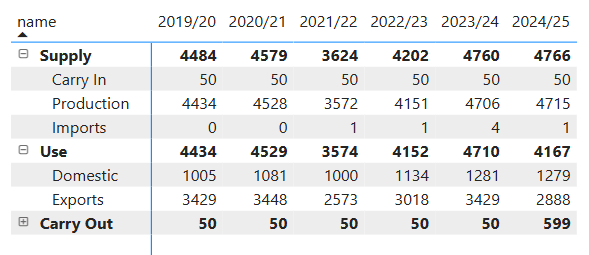 name 2019/20 2020/21 2021/22 2022/23 2023/24 2024/25
Supply 4484 4579 3624 4202 4760 4766
Carry In 50 50 50 50 50 50
Production 4434 4528 3572 4151 4706 4715
Imports 0 0 1 1 4 1
Use 4434 4529 3574 4152 4710 4167
Domestic 1005 1081 1000 1134 1281 1279
Exports 3429 3448 2573 3018 3429 2888
Carry Out 50 50 50 50 50 599